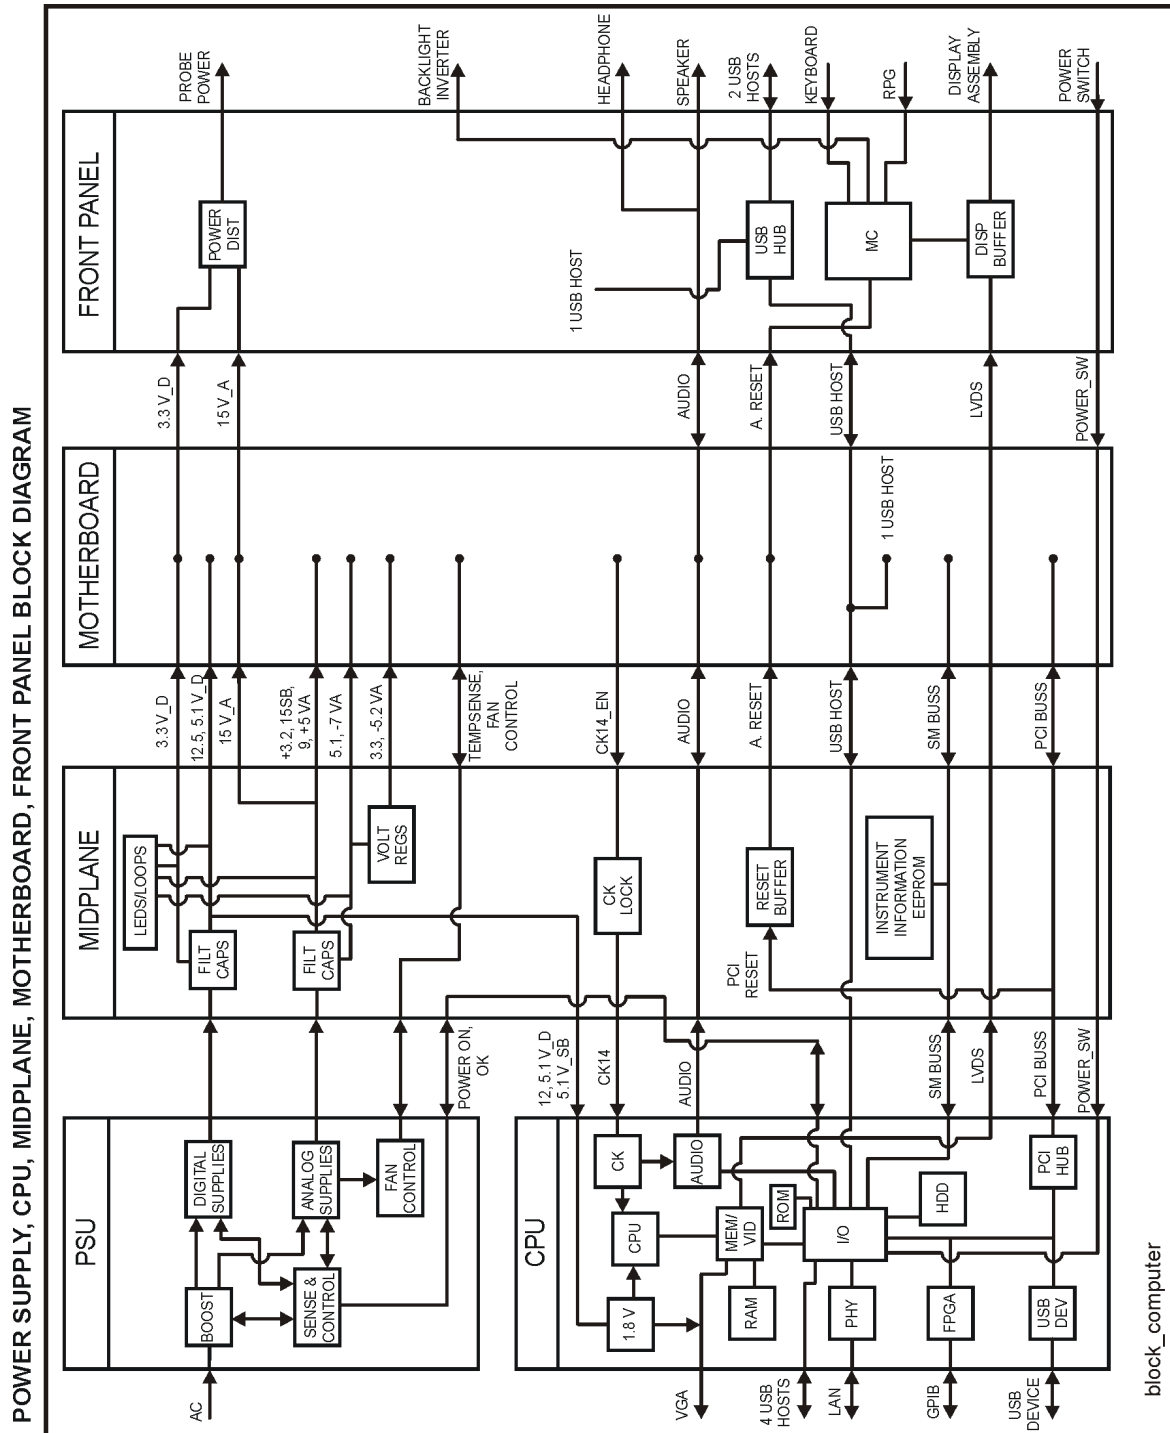 POWER SUPPLY, CPU, MIDPLANE, MOTHERBOARD, FRONT PANEL BLOCK DIAGRAM
PSU
AC
BOOST
SENSE &
CONTROL
DIGITAL
SUPPLIES
ANALOG
SUPPLIES
FAN
CONTROL
POWER ON,
OK
CPU
VGA
4 USB
HOSTS
LAN
GPIB
USB
DEVICE
1.8 V
RAM
PHY
FPGA
USB
DEV
CPU
MEM/
VID
ROM
I/O
HDD
CK
AUDIO
PCI
HUB
12, 5.1 V_D
5.1 V_SB
CK14
AUDIO
SM BUSS
LVDS
PCI BUSS
POWER_SW
MIDPLANE
LEDS/LOOPS
FILT
CAPS
FILT
CAPS
VOLT
REGS
CK
LOCK
PCI
RESET
RESET
BUFFER
INSTRUMENT
INFORMATION
EEPROM
3.3 V_D
12.5, 5.1 V_D
15 V_A
+3.2, 15SB,
9, +5 VA
5.1, -7 VA
3.3, -5.2 VA
TEMPSENSE,
FAN
CONTROL
CK14_EN
AUDIO
A. RESET
USB HOST
SM BUSS
PCI BUSS
MOTHERBOARD
1 USB HOST
3.3 V_D
15 V_A
AUDIO
A. RESET
USB HOST
LVDS
POWER_SW
FRONT PANEL
POWER
DIST
1 USB HOST
USB
HUB
MC
DISP
BUFFER
PROBE
POWER
BACKLIGHT
INVERTER
HEADPHONE
SPEAKER
2 USB
HOSTS
KEYBOARD
RPG
DISPLAY
ASSEMBLY
POWER
SWITCH
block_computer